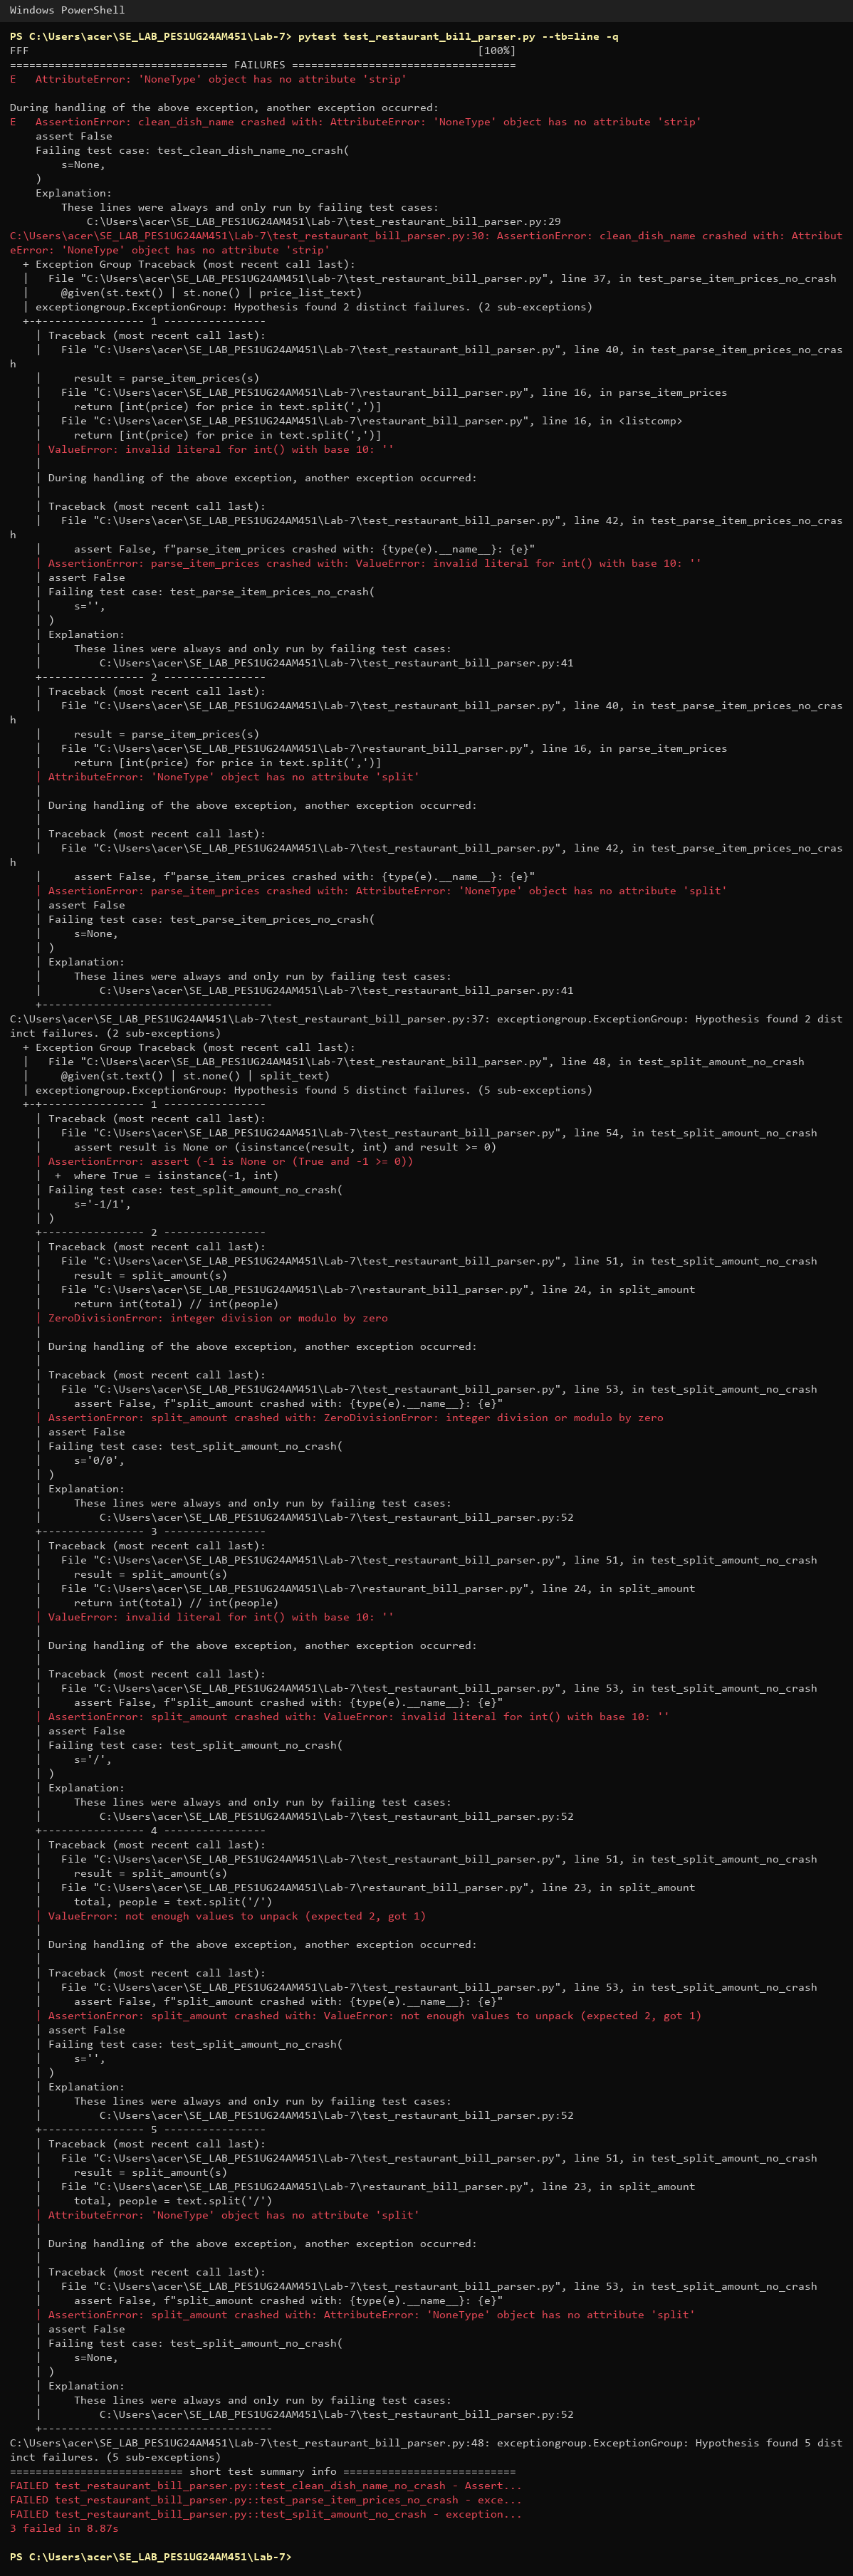 Windows PowerShell
PS C:\Users\acer\SE_LAB_PES1UG24AM451\Lab-7> pytest test_restaurant_bill_parser.py --tb=line -q
FFF                                                                     [100%]
================================== FAILURES ===================================
E   AttributeError: 'NoneType' object has no attribute 'strip'

During handling of the above exception, another exception occurred:
E   AssertionError: clean_dish_name crashed with: AttributeError: 'NoneType' object has no attribute 'strip'
    assert False
    Failing test case: test_clean_dish_name_no_crash(
        s=None,
    )
    Explanation:
        These lines were always and only run by failing test cases:
            C:\Users\acer\SE_LAB_PES1UG24AM451\Lab-7\test_restaurant_bill_parser.py:29
C:\Users\acer\SE_LAB_PES1UG24AM451\Lab-7\test_restaurant_bill_parser.py:30: AssertionError: clean_dish_name crashed with: Attribut
eError: 'NoneType' object has no attribute 'strip'
  + Exception Group Traceback (most recent call last):
  |   File "C:\Users\acer\SE_LAB_PES1UG24AM451\Lab-7\test_restaurant_bill_parser.py", line 37, in test_parse_item_prices_no_crash
  |     @given(st.text() | st.none() | price_list_text)
  | exceptiongroup.ExceptionGroup: Hypothesis found 2 distinct failures. (2 sub-exceptions)
  +-+---------------- 1 ----------------
    | Traceback (most recent call last):
    |   File "C:\Users\acer\SE_LAB_PES1UG24AM451\Lab-7\test_restaurant_bill_parser.py", line 40, in test_parse_item_prices_no_cras
h
    |     result = parse_item_prices(s)
    |   File "C:\Users\acer\SE_LAB_PES1UG24AM451\Lab-7\restaurant_bill_parser.py", line 16, in parse_item_prices
    |     return [int(price) for price in text.split(',')]
    |   File "C:\Users\acer\SE_LAB_PES1UG24AM451\Lab-7\restaurant_bill_parser.py", line 16, in <listcomp>
    |     return [int(price) for price in text.split(',')]
    | ValueError: invalid literal for int() with base 10: ''
    |
    | During handling of the above exception, another exception occurred:
    |
    | Traceback (most recent call last):
    |   File "C:\Users\acer\SE_LAB_PES1UG24AM451\Lab-7\test_restaurant_bill_parser.py", line 42, in test_parse_item_prices_no_cras
h
    |     assert False, f"parse_item_prices crashed with: {type(e).__name__}: {e}"
    | AssertionError: parse_item_prices crashed with: ValueError: invalid literal for int() with base 10: ''
    | assert False
    | Failing test case: test_parse_item_prices_no_crash(
    |     s='',
    | )
    | Explanation:
    |     These lines were always and only run by failing test cases:
    |         C:\Users\acer\SE_LAB_PES1UG24AM451\Lab-7\test_restaurant_bill_parser.py:41
    +---------------- 2 ----------------
    | Traceback (most recent call last):
    |   File "C:\Users\acer\SE_LAB_PES1UG24AM451\Lab-7\test_restaurant_bill_parser.py", line 40, in test_parse_item_prices_no_cras
h
    |     result = parse_item_prices(s)
    |   File "C:\Users\acer\SE_LAB_PES1UG24AM451\Lab-7\restaurant_bill_parser.py", line 16, in parse_item_prices
    |     return [int(price) for price in text.split(',')]
    | AttributeError: 'NoneType' object has no attribute 'split'
    |
    | During handling of the above exception, another exception occurred:
    |
    | Traceback (most recent call last):
    |   File "C:\Users\acer\SE_LAB_PES1UG24AM451\Lab-7\test_restaurant_bill_parser.py", line 42, in test_parse_item_prices_no_cras
h
    |     assert False, f"parse_item_prices crashed with: {type(e).__name__}: {e}"
    | AssertionError: parse_item_prices crashed with: AttributeError: 'NoneType' object has no attribute 'split'
    | assert False
    | Failing test case: test_parse_item_prices_no_crash(
    |     s=None,
    | )
    | Explanation:
    |     These lines were always and only run by failing test cases:
    |         C:\Users\acer\SE_LAB_PES1UG24AM451\Lab-7\test_restaurant_bill_parser.py:41
    +------------------------------------
C:\Users\acer\SE_LAB_PES1UG24AM451\Lab-7\test_restaurant_bill_parser.py:37: exceptiongroup.ExceptionGroup: Hypothesis found 2 dist
inct failures. (2 sub-exceptions)
  + Exception Group Traceback (most recent call last):
  |   File "C:\Users\acer\SE_LAB_PES1UG24AM451\Lab-7\test_restaurant_bill_parser.py", line 48, in test_split_amount_no_crash
  |     @given(st.text() | st.none() | split_text)
  | exceptiongroup.ExceptionGroup: Hypothesis found 5 distinct failures. (5 sub-exceptions)
  +-+---------------- 1 ----------------
    | Traceback (most recent call last):
    |   File "C:\Users\acer\SE_LAB_PES1UG24AM451\Lab-7\test_restaurant_bill_parser.py", line 54, in test_split_amount_no_crash
    |     assert result is None or (isinstance(result, int) and result >= 0)
    | AssertionError: assert (-1 is None or (True and -1 >= 0))
    |  +  where True = isinstance(-1, int)
    | Failing test case: test_split_amount_no_crash(
    |     s='-1/1',
    | )
    +---------------- 2 ----------------
    | Traceback (most recent call last):
    |   File "C:\Users\acer\SE_LAB_PES1UG24AM451\Lab-7\test_restaurant_bill_parser.py", line 51, in test_split_amount_no_crash
    |     result = split_amount(s)
    |   File "C:\Users\acer\SE_LAB_PES1UG24AM451\Lab-7\restaurant_bill_parser.py", line 24, in split_amount
    |     return int(total) // int(people)
    | ZeroDivisionError: integer division or modulo by zero
    |
    | During handling of the above exception, another exception occurred:
    |
    | Traceback (most recent call last):
    |   File "C:\Users\acer\SE_LAB_PES1UG24AM451\Lab-7\test_restaurant_bill_parser.py", line 53, in test_split_amount_no_crash
    |     assert False, f"split_amount crashed with: {type(e).__name__}: {e}"
    | AssertionError: split_amount crashed with: ZeroDivisionError: integer division or modulo by zero
    | assert False
    | Failing test case: test_split_amount_no_crash(
    |     s='0/0',
    | )
    | Explanation:
    |     These lines were always and only run by failing test cases:
    |         C:\Users\acer\SE_LAB_PES1UG24AM451\Lab-7\test_restaurant_bill_parser.py:52
    +---------------- 3 ----------------
    | Traceback (most recent call last):
    |   File "C:\Users\acer\SE_LAB_PES1UG24AM451\Lab-7\test_restaurant_bill_parser.py", line 51, in test_split_amount_no_crash
    |     result = split_amount(s)
    |   File "C:\Users\acer\SE_LAB_PES1UG24AM451\Lab-7\restaurant_bill_parser.py", line 24, in split_amount
    |     return int(total) // int(people)
    | ValueError: invalid literal for int() with base 10: ''
    |
    | During handling of the above exception, another exception occurred:
    |
    | Traceback (most recent call last):
    |   File "C:\Users\acer\SE_LAB_PES1UG24AM451\Lab-7\test_restaurant_bill_parser.py", line 53, in test_split_amount_no_crash
    |     assert False, f"split_amount crashed with: {type(e).__name__}: {e}"
    | AssertionError: split_amount crashed with: ValueError: invalid literal for int() with base 10: ''
    | assert False
    | Failing test case: test_split_amount_no_crash(
    |     s='/',
    | )
    | Explanation:
    |     These lines were always and only run by failing test cases:
    |         C:\Users\acer\SE_LAB_PES1UG24AM451\Lab-7\test_restaurant_bill_parser.py:52
    +---------------- 4 ----------------
    | Traceback (most recent call last):
    |   File "C:\Users\acer\SE_LAB_PES1UG24AM451\Lab-7\test_restaurant_bill_parser.py", line 51, in test_split_amount_no_crash
    |     result = split_amount(s)
    |   File "C:\Users\acer\SE_LAB_PES1UG24AM451\Lab-7\restaurant_bill_parser.py", line 23, in split_amount
    |     total, people = text.split('/')
    | ValueError: not enough values to unpack (expected 2, got 1)
    |
    | During handling of the above exception, another exception occurred:
    |
    | Traceback (most recent call last):
    |   File "C:\Users\acer\SE_LAB_PES1UG24AM451\Lab-7\test_restaurant_bill_parser.py", line 53, in test_split_amount_no_crash
    |     assert False, f"split_amount crashed with: {type(e).__name__}: {e}"
    | AssertionError: split_amount crashed with: ValueError: not enough values to unpack (expected 2, got 1)
    | assert False
    | Failing test case: test_split_amount_no_crash(
    |     s='',
    | )
    | Explanation:
    |     These lines were always and only run by failing test cases:
    |         C:\Users\acer\SE_LAB_PES1UG24AM451\Lab-7\test_restaurant_bill_parser.py:52
    +---------------- 5 ----------------
    | Traceback (most recent call last):
    |   File "C:\Users\acer\SE_LAB_PES1UG24AM451\Lab-7\test_restaurant_bill_parser.py", line 51, in test_split_amount_no_crash
    |     result = split_amount(s)
    |   File "C:\Users\acer\SE_LAB_PES1UG24AM451\Lab-7\restaurant_bill_parser.py", line 23, in split_amount
    |     total, people = text.split('/')
    | AttributeError: 'NoneType' object has no attribute 'split'
    |
    | During handling of the above exception, another exception occurred:
    |
    | Traceback (most recent call last):
    |   File "C:\Users\acer\SE_LAB_PES1UG24AM451\Lab-7\test_restaurant_bill_parser.py", line 53, in test_split_amount_no_crash
    |     assert False, f"split_amount crashed with: {type(e).__name__}: {e}"
    | AssertionError: split_amount crashed with: AttributeError: 'NoneType' object has no attribute 'split'
    | assert False
    | Failing test case: test_split_amount_no_crash(
    |     s=None,
    | )
    | Explanation:
    |     These lines were always and only run by failing test cases:
    |         C:\Users\acer\SE_LAB_PES1UG24AM451\Lab-7\test_restaurant_bill_parser.py:52
    +------------------------------------
C:\Users\acer\SE_LAB_PES1UG24AM451\Lab-7\test_restaurant_bill_parser.py:48: exceptiongroup.ExceptionGroup: Hypothesis found 5 dist
inct failures. (5 sub-exceptions)
=========================== short test summary info ===========================
FAILED test_restaurant_bill_parser.py::test_clean_dish_name_no_crash - Assert...
FAILED test_restaurant_bill_parser.py::test_parse_item_prices_no_crash - exce...
FAILED test_restaurant_bill_parser.py::test_split_amount_no_crash - exception...
3 failed in 8.87s

PS C:\Users\acer\SE_LAB_PES1UG24AM451\Lab-7>